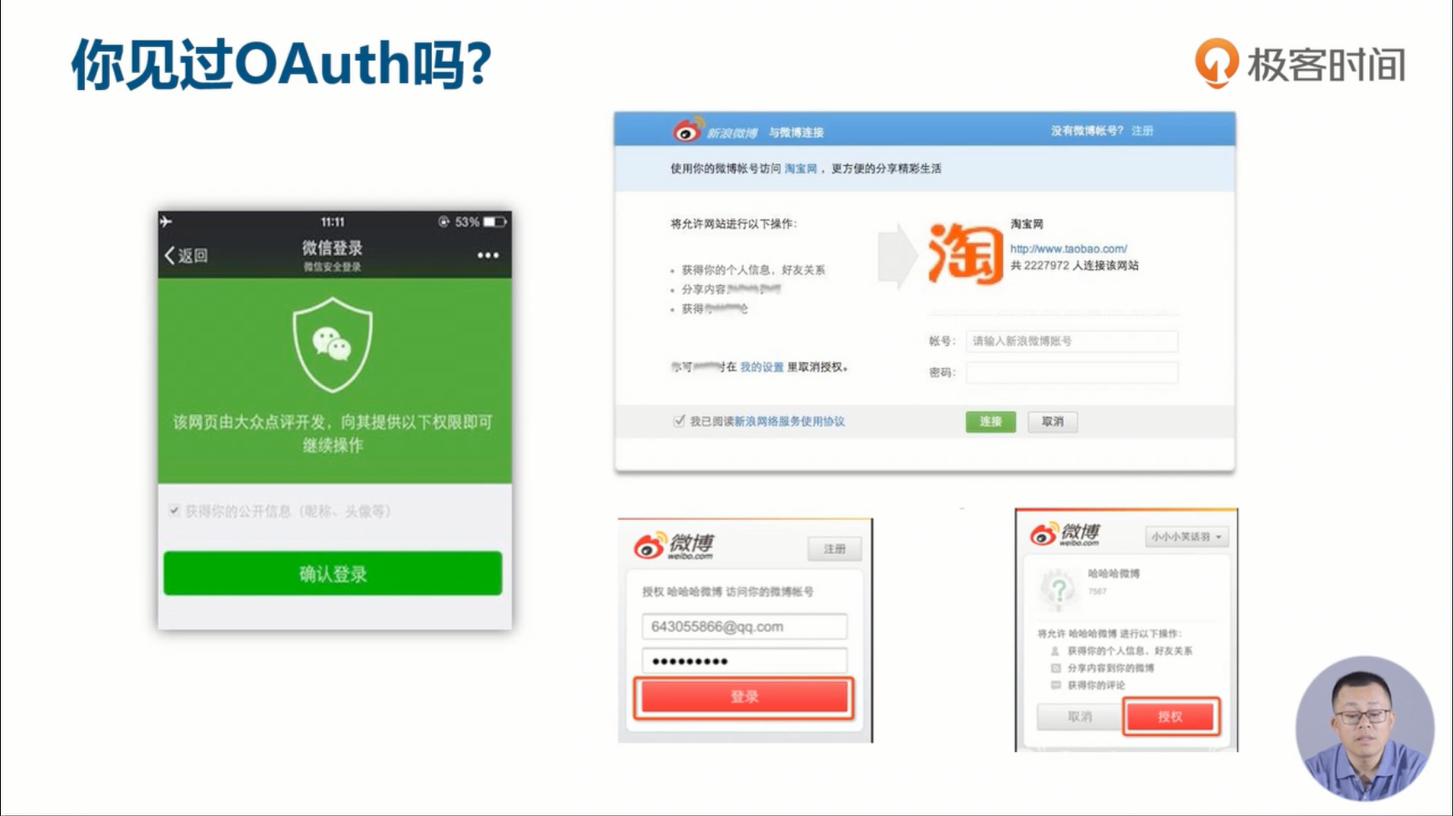 你见过OAuth吗?
极客时间
11:11
53%
返回
微信登录
微信安全登录
该网页由大众点评开发，向其提供以下权限即可
继续操作
获得你的公开信息（昵称、头像等）
确认登录
新浪微博 与微博连接
没有微博帐号? 注册
使用你的微博帐号访问 淘宝网 ，更方便的分享精彩生活
将允许网站进行以下操作:
获得你的个人信息，好友关系
分享内容
获得
淘宝网
http://www.taobao.com/
共 2227972 人连接该网站
淘
帐号:
请输入新浪微博账号
密码:
在 我的设置 里取消授权。
我已阅读新浪网络服务使用协议
连接
取消
微博
weibo.com
注册
授权 哈哈哈微博 访问你的微博帐号
643055866@qq.com
登录
微博
weibo.com
小小小笑话羽
哈哈哈微博
7567
将允许 哈哈哈微博 进行以下操作:
获得你的个人信息、好友关系
分享内容到你的微博
获得你的评论
取消
授权